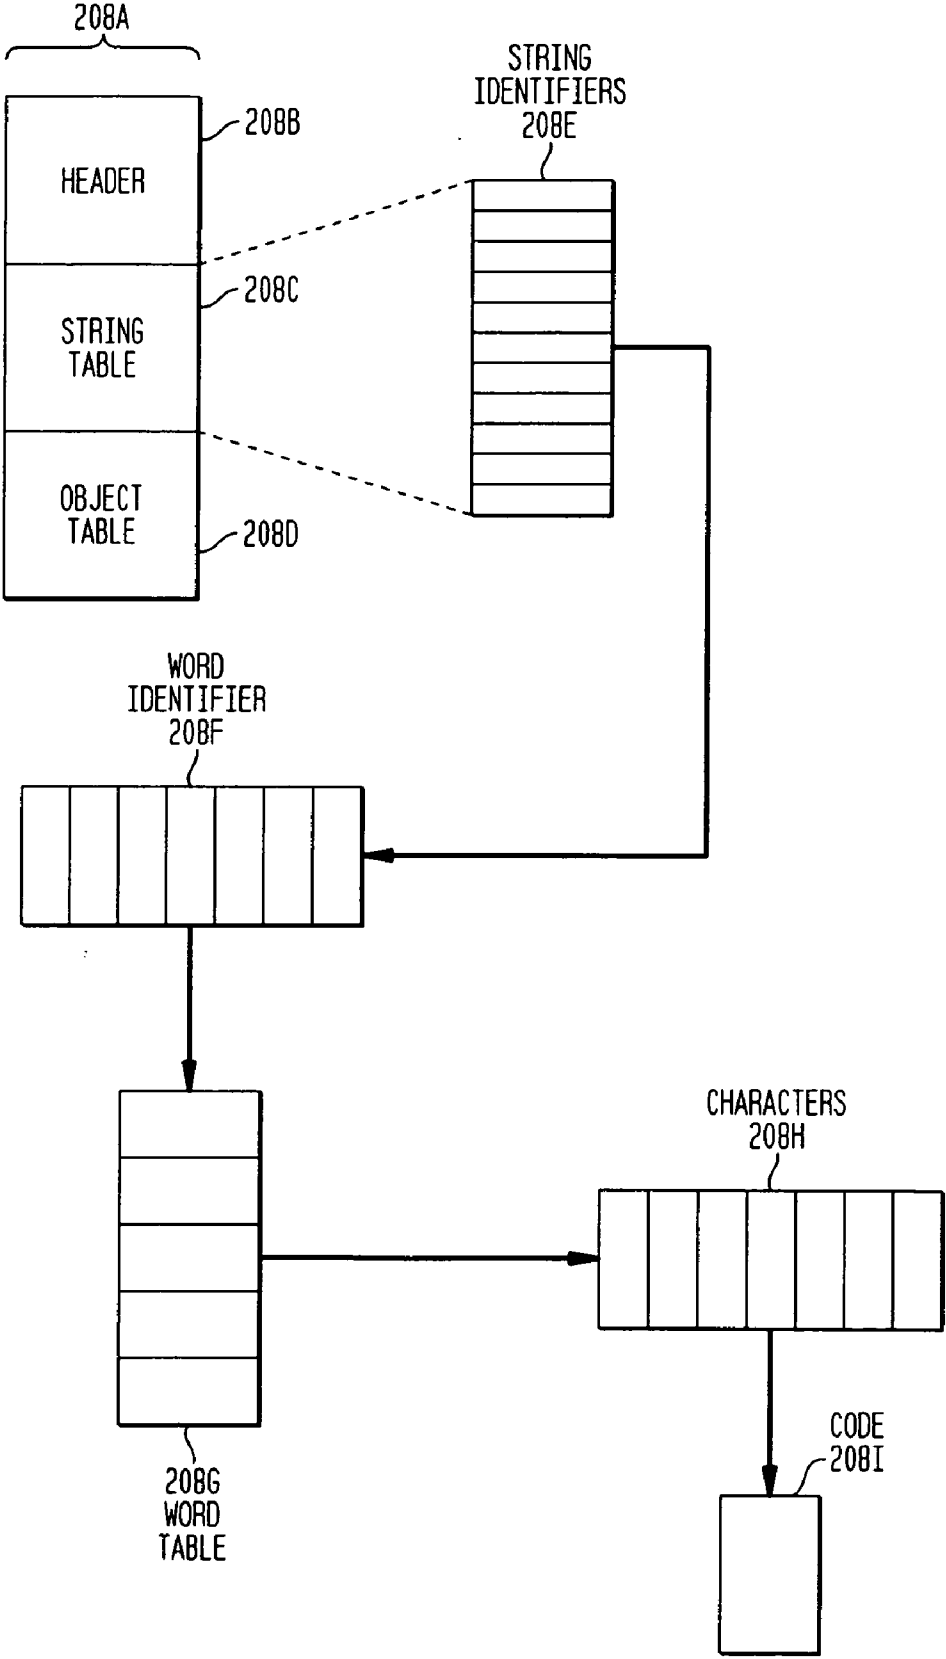 208A
STRING
IDENTIFIERS
208E
208B
HEADER
208C
STRING
TABLE
OBJECT
TABLE
208D
WORD
IDENTIFIER
208F
CHARACTERS
208H
CODE
208I
208G
WORD
TABLE